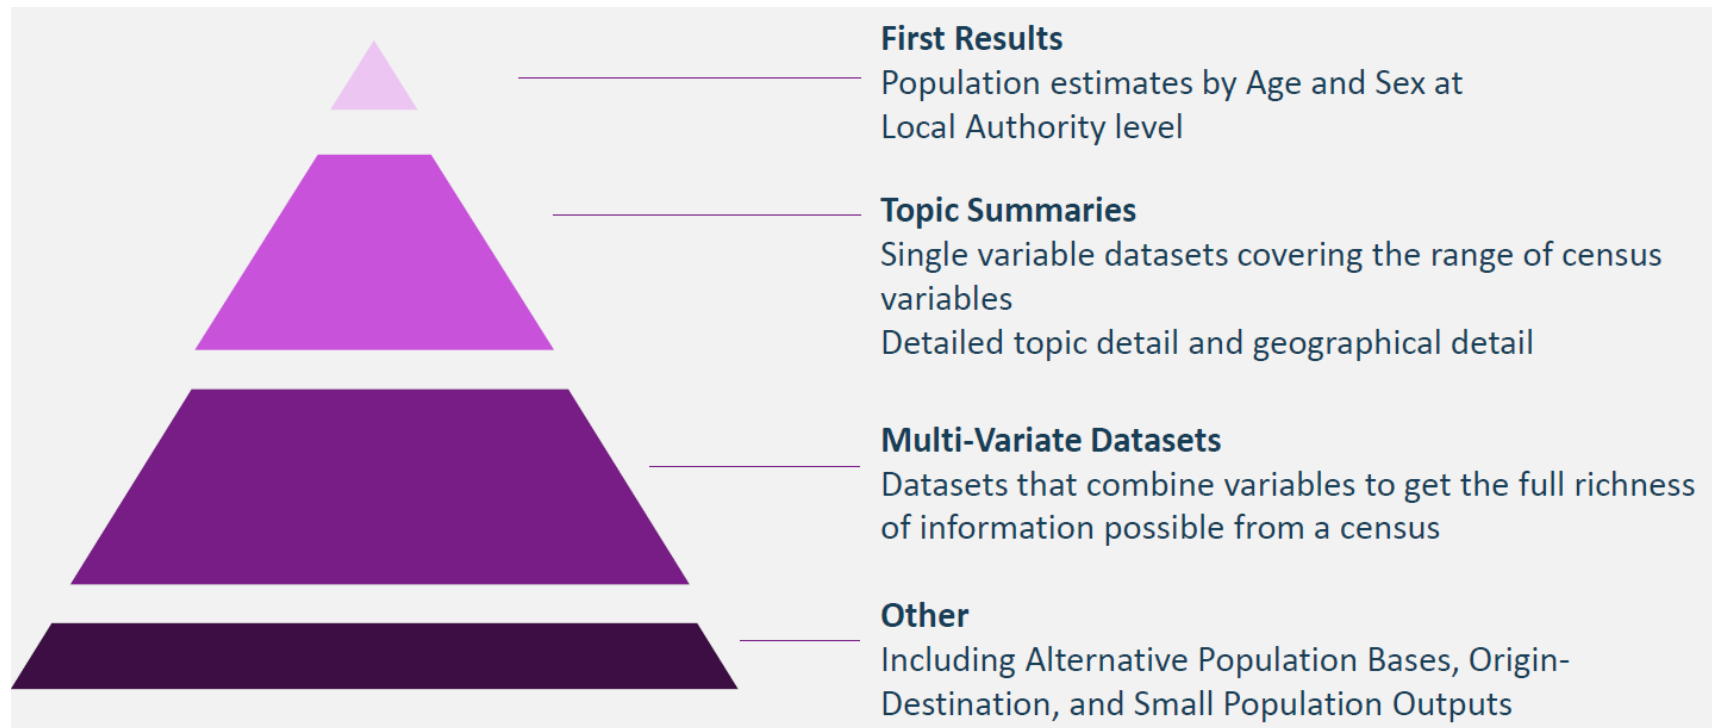 First Results
Population estimates by Age and Sex at
Local Authority level
Topic Summaries
Single variable datasets covering the range of census
variables
Detailed topic detail and geographical detail
Multi-Variate Datasets
Datasets that combine variables to get the full richness
of information possible from a census
Other
Including Alternative Population Bases, Origin-
Destination, and Small Population Outputs